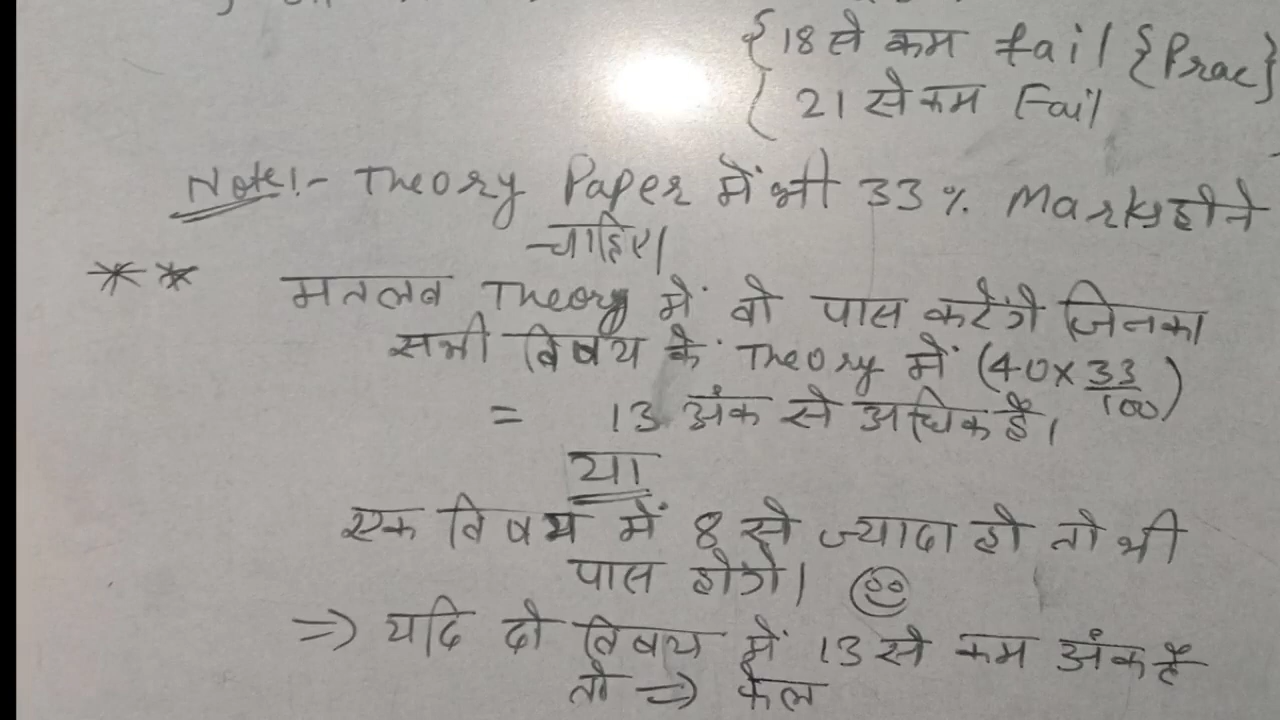 {18 से कम fail {Prac}
{ 21 से कम Fail
Note:- Theory Paper में भी 33% Marks होने
चाहिए।
** मतलब Theory में वो पास करेंगे जिनका
सभी विषय के Theory में (40 x 33/100)
= 13 अंक से अधिक है।
या
एक विषय में 8 से ज्यादा हो तो भी
पास होगे।
=> यदि दो विषय में 13 से कम अंक है
तो => फेल